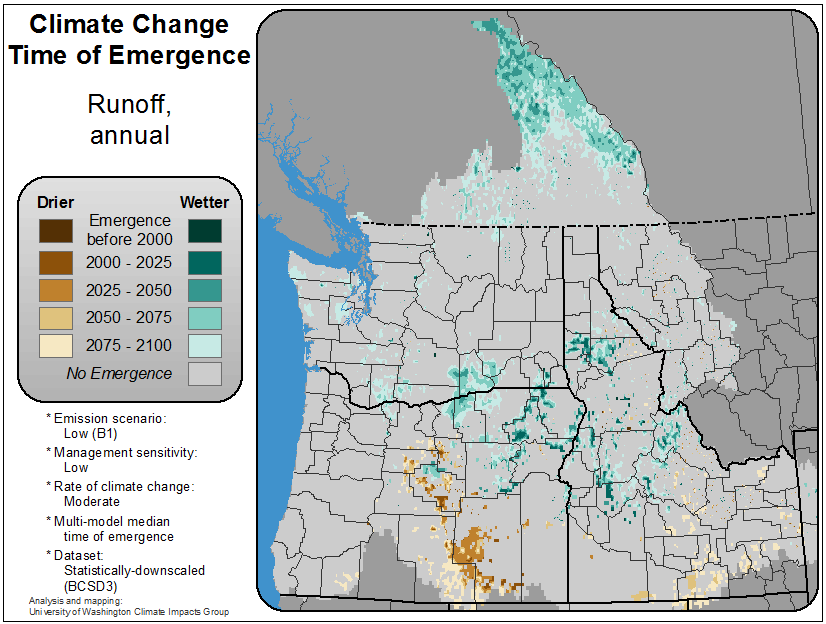 Climate Change
Time of Emergence
Runoff,
annual
Drier
Wetter
Emergence
before 2000
2000 - 2025
2025 - 2050
2050 - 2075
2075 - 2100
No Emergence
* Emission scenario:
Low (B1)
* Management sensitivity:
Low
* Rate of climate change:
Moderate
* Multi-model median
time of emergence
* Dataset:
Statistically-downscaled
(BCSD3)
Analysis and mapping:
University of Washington Climate Impacts Group